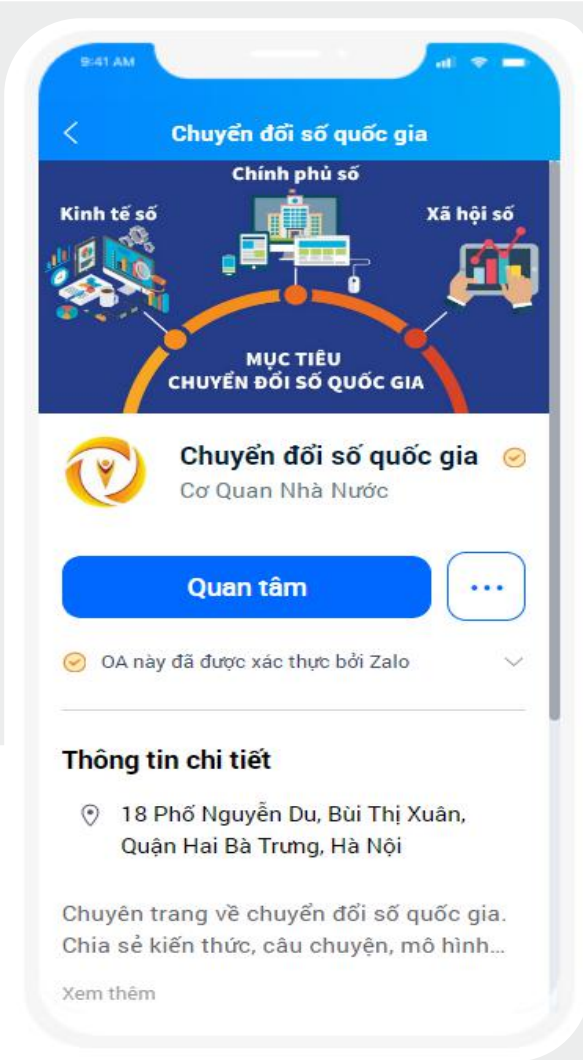 9:41 AM
Chuyển đổi số quốc gia
Chính phủ số
Kinh tế số
Xã hội số
MỤC TIÊU
CHUYỂN ĐỔI SỐ QUỐC GIA
Chuyển đổi số quốc gia
Cơ Quan Nhà Nước
Quan tâm
OA này đã được xác thực bởi Zalo
Thông tin chi tiết
18 Phố Nguyễn Du, Bùi Thị Xuân,
Quận Hai Bà Trưng, Hà Nội
Chuyên trang về chuyển đổi số quốc gia.
Chia sẻ kiến thức, câu chuyện, mô hình...
Xem thêm